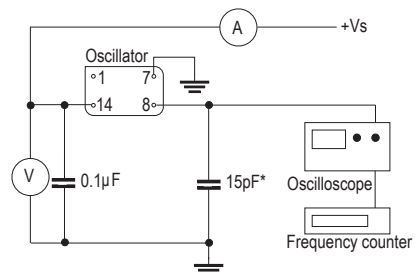 A
+Vs
Oscillator
1
7
14
8
V
0.1µF
15pF*
Oscilloscope
Frequency counter